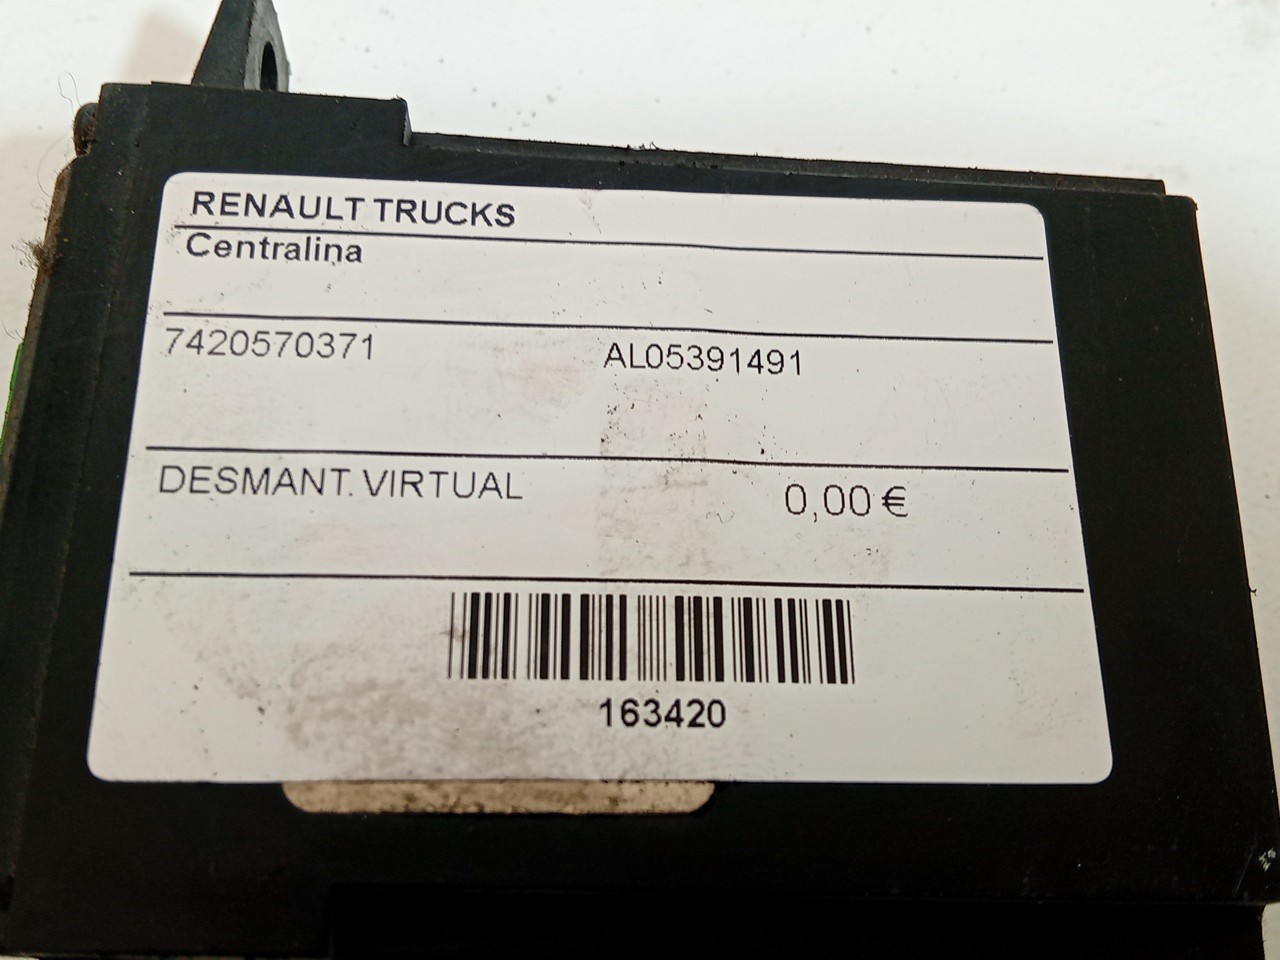 RENAULT TRUCKS
Centralina
7420570371 AL05391491
DESMANT. VIRTUAL 0,00 €
163420